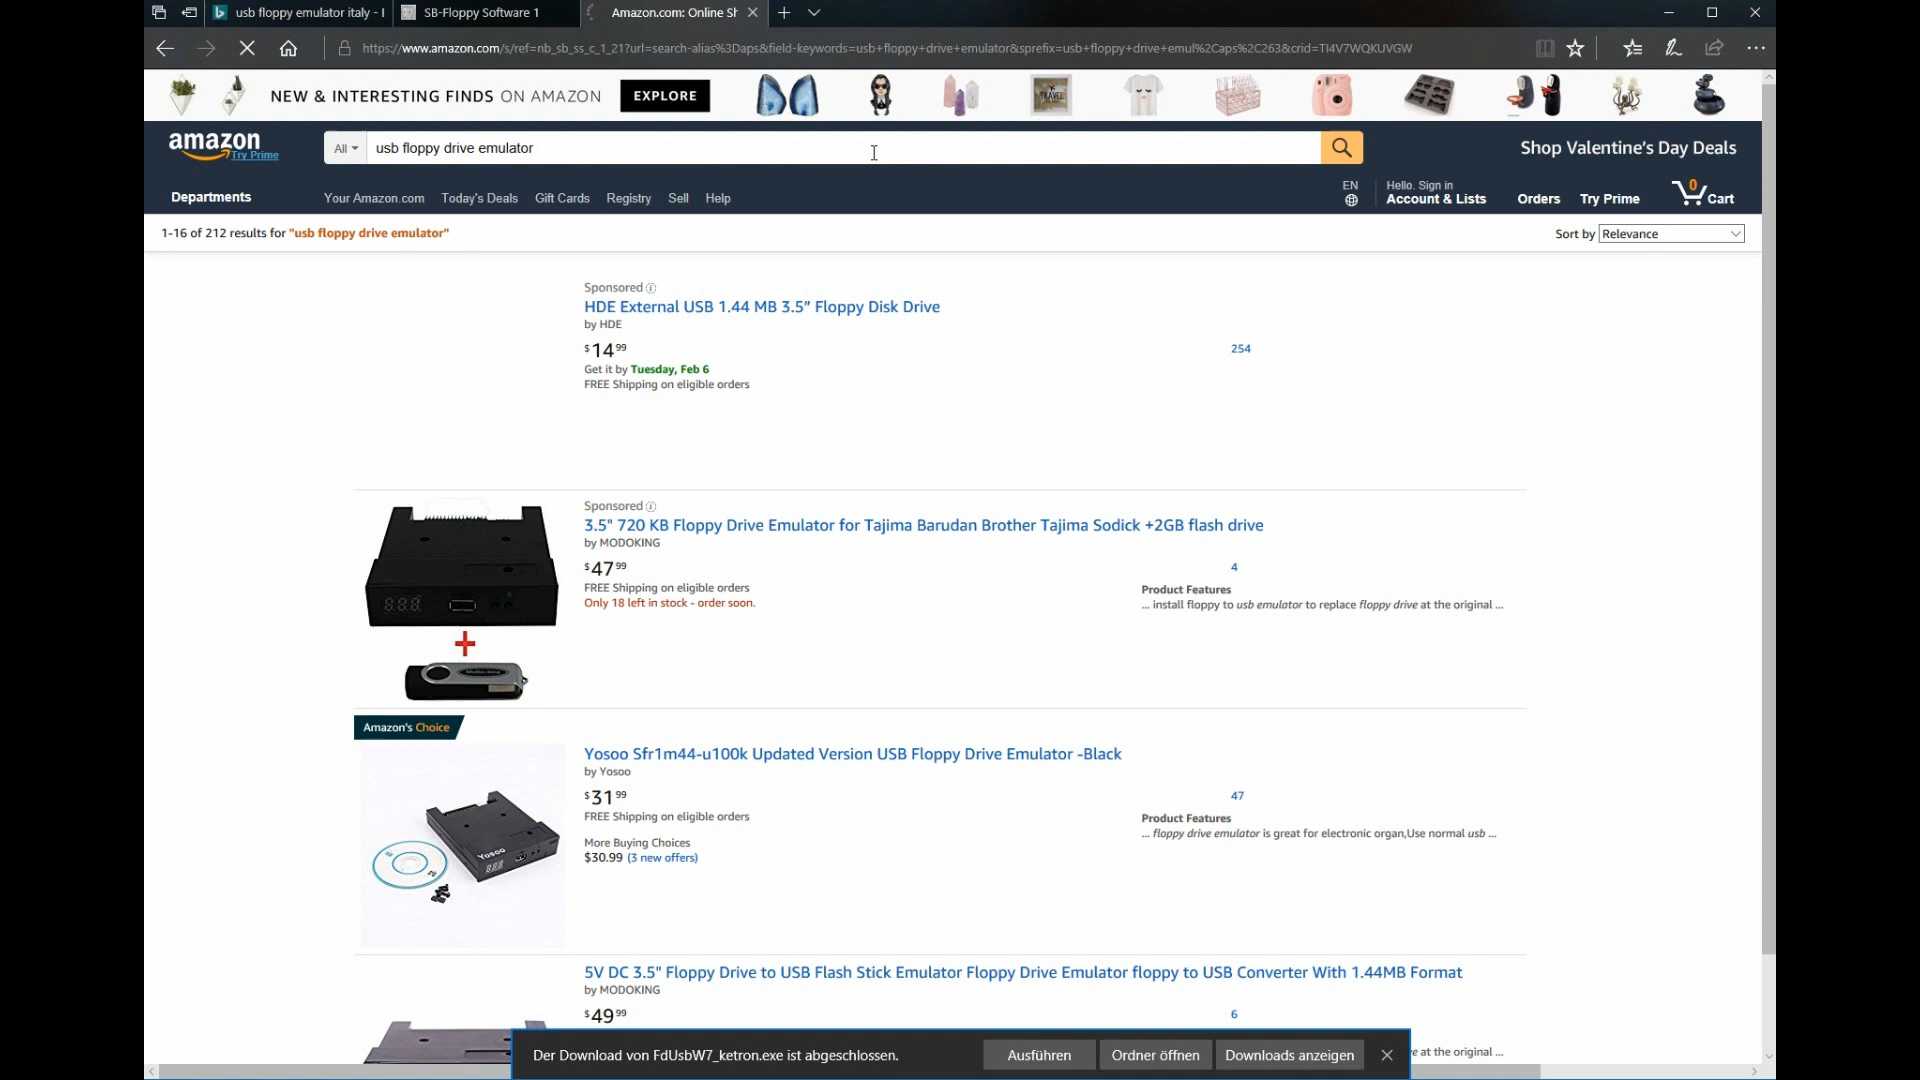 usb floppy emulator italy - I
SB-Floppy Software 1
Amazon.com: Online Sh
https://www.amazon.com/s/ref=nb_sb_ss_c_1_21?url=search-alias%3Daps&field-keywords=usb+floppy+drive+emulator&sprefix=usb+floppy+drive+emul%2Caps%2C263&crid=TI4V7WQKUVGW
NEW & INTERESTING FINDS ON AMAZON
EXPLORE
TRAVEL
amazon
Try Prime
All
usb floppy drive emulator
Shop Valentine's Day Deals
Departments
Your Amazon.com
Today's Deals
Gift Cards
Registry
Sell
Help
EN
Hello. Sign in
Account & Lists
Orders
Try Prime
0
Cart
1-16 of 212 results for "usb floppy drive emulator"
Sort by Relevance
Sponsored
HDE External USB 1.44 MB 3.5" Floppy Disk Drive
by HDE
$14 99
254
Get it by Tuesday, Feb 6
FREE Shipping on eligible orders
Sponsored
3.5" 720 KB Floppy Drive Emulator for Tajima Barudan Brother Tajima Sodick +2GB flash drive
by MODOKING
$47 99
4
FREE Shipping on eligible orders
Only 18 left in stock - order soon.
Product Features
... install floppy to usb emulator to replace floppy drive at the original ...
Amazon's Choice
Yosoo Sfr1m44-u100k Updated Version USB Floppy Drive Emulator -Black
by Yosoo
$31 99
47
FREE Shipping on eligible orders
Product Features
... floppy drive emulator is great for electronic organ,Use normal usb ...
More Buying Choices
$30.99 (3 new offers)
Yosoo
5V DC 3.5" Floppy Drive to USB Flash Stick Emulator Floppy Drive Emulator floppy to USB Converter With 1.44MB Format
by MODOKING
$49 99
6
at the original ...
Der Download von FdUsbW7_ketron.exe ist abgeschlossen.
Ausführen
Ordner öffnen
Downloads anzeigen